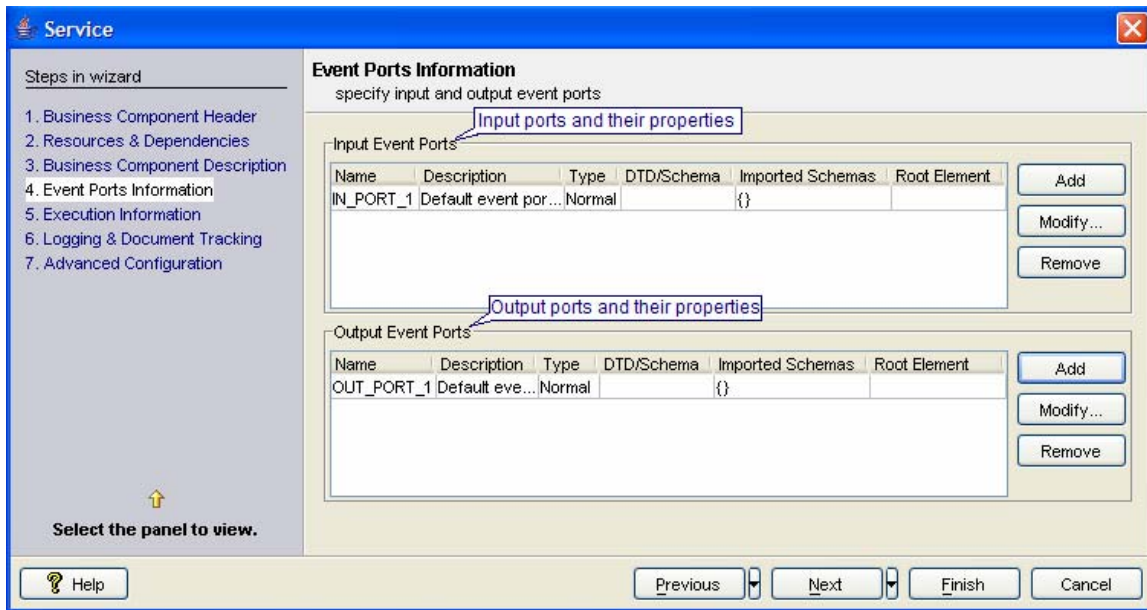 Service
Steps in wizard
1. Business Component Header
2. Resources & Dependencies
3. Business Component Description
4. Event Ports Information
5. Execution Information
6. Logging & Document Tracking
7. Advanced Configuration
Select the panel to view.
Event Ports Information
specify input and output event ports
Input ports and their properties
Input Event Ports
Name Description Type DTD/Schema Imported Schemas Root Element
IN_PORT_1 Default event por... Normal {}
Add
Modify...
Remove
Output ports and their properties
Output Event Ports
Name Description Type DTD/Schema Imported Schemas Root Element
OUT_PORT_1 Default eve... Normal {}
Add
Modify...
Remove
Help Previous Next Finish Cancel